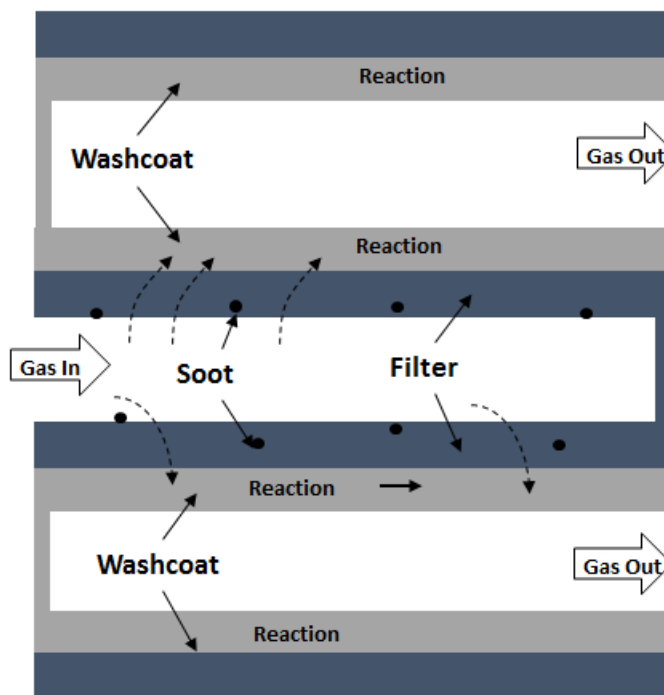 Reaction
Washcoat
Gas Out
Reaction
Gas In
Soot
Filter
Reaction
Washcoat
Gas Out
Reaction